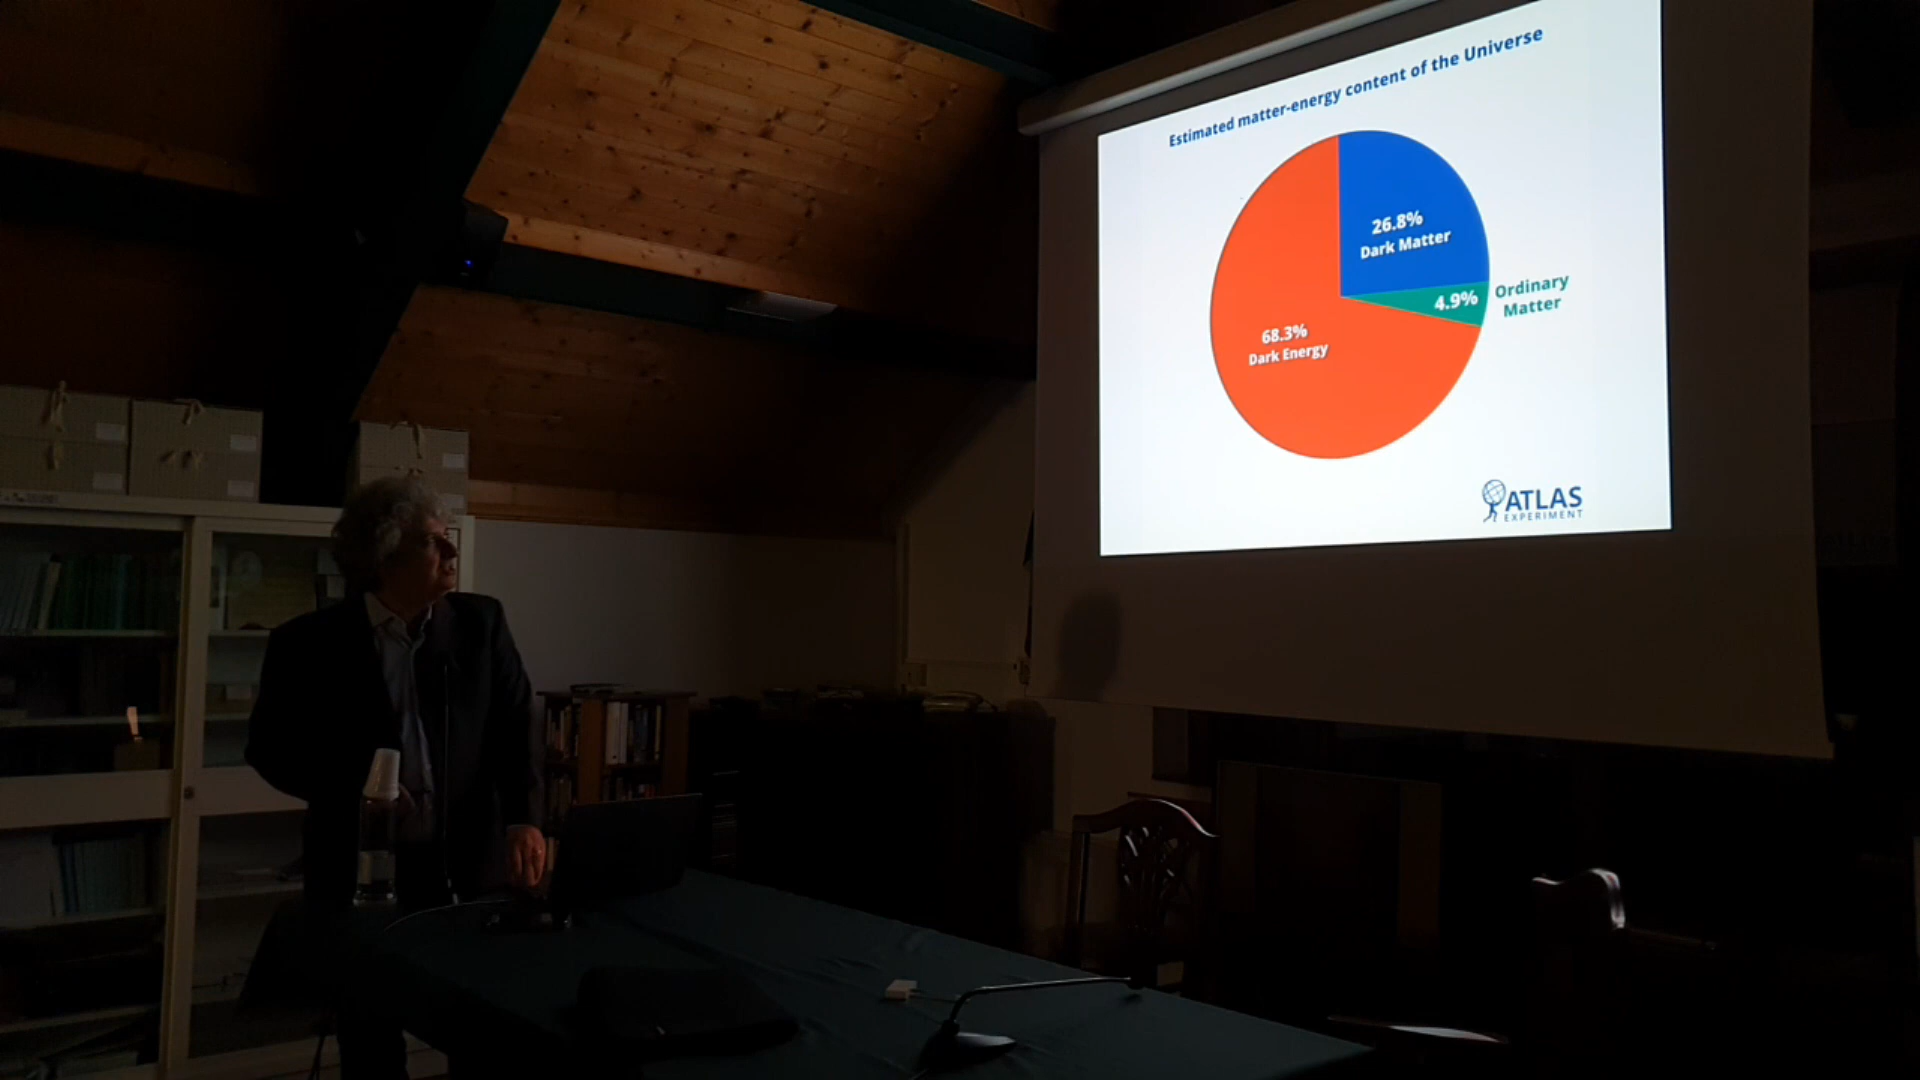 Estimated matter-energy content of the Universe
26.8%
Dark Matter
4.9%
Ordinary
Matter
68.3%
Dark Energy
ATLAS
EXPERIMENT